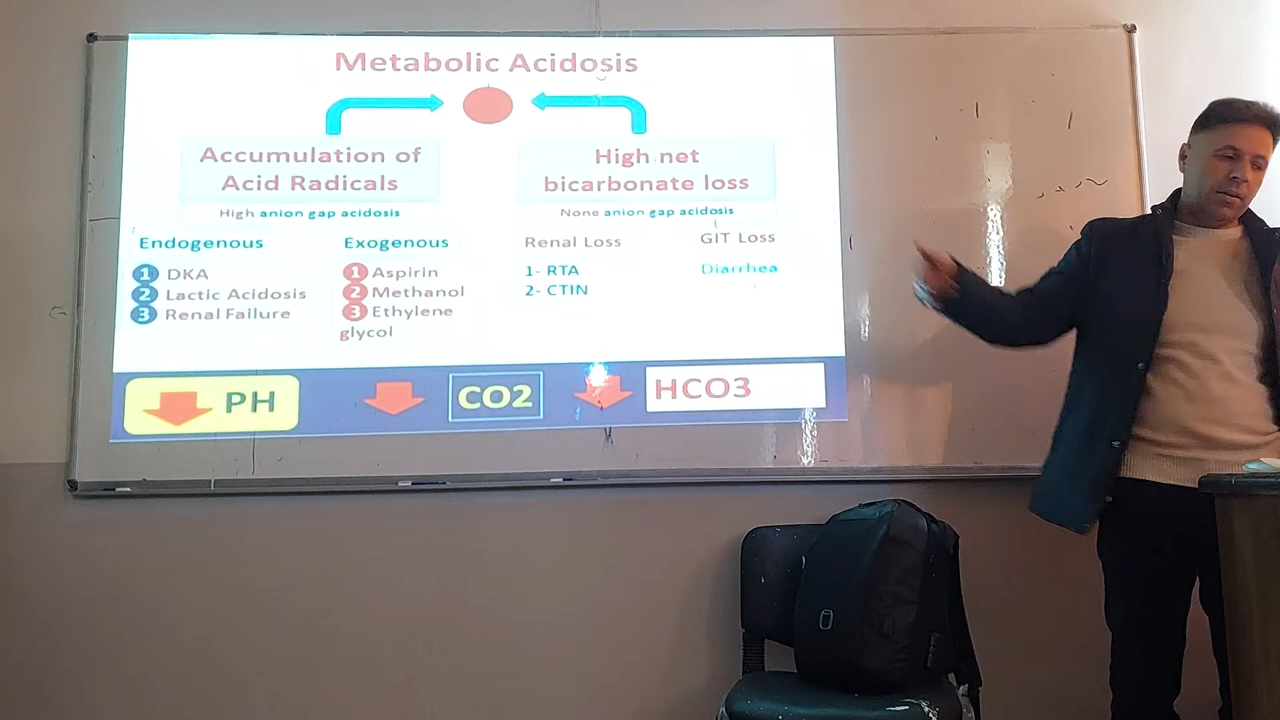 Metabolic Acidosis
Accumulation of
Acid Radicals
High net
bicarbonate loss
High anion gap acidosis
None anion gap acidosis
Endogenous
1 DKA
2 Lactic Acidosis
3 Renal Failure
Exogenous
1 Aspirin
2 Methanol
3 Ethylene
glycol
Renal Loss
1- RTA
2- CTIN
GIT Loss
Diarrhea
PH
CO2
HCO3